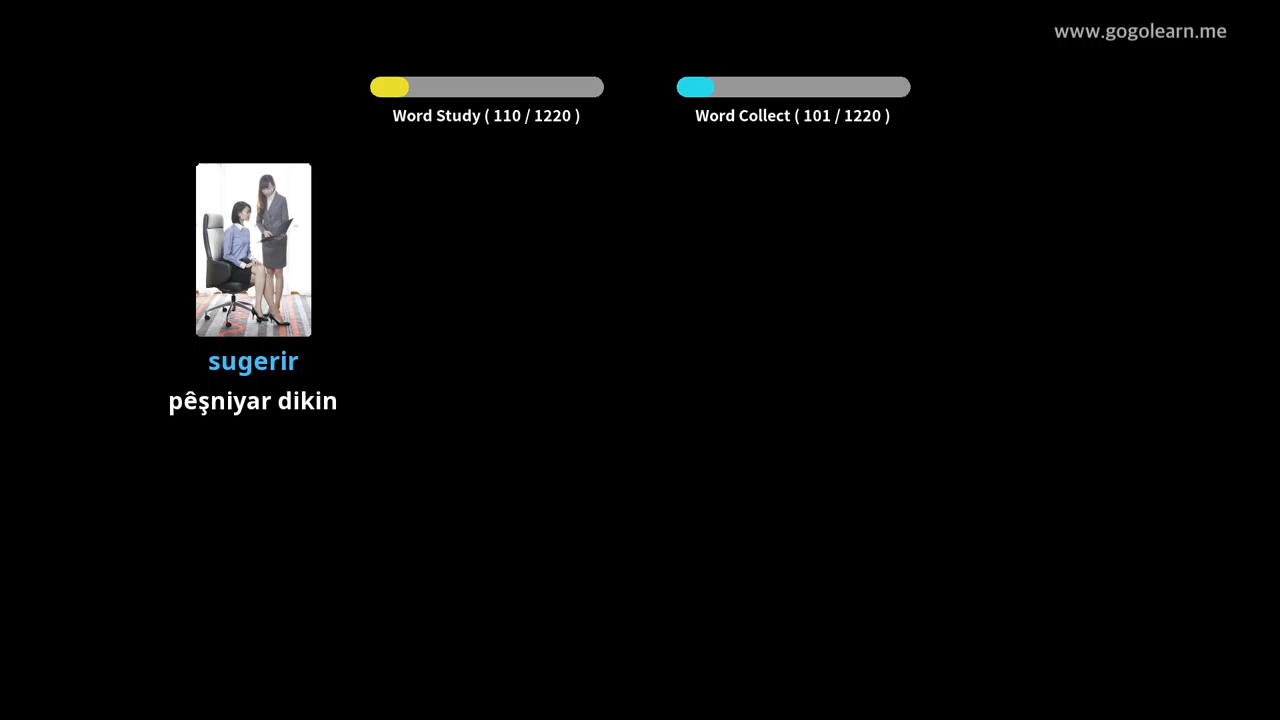 www.gogolearn.me
Word Study ( 110 / 1220 )
Word Collect ( 101 / 1220 )
sugerir
pêşniyar dikin